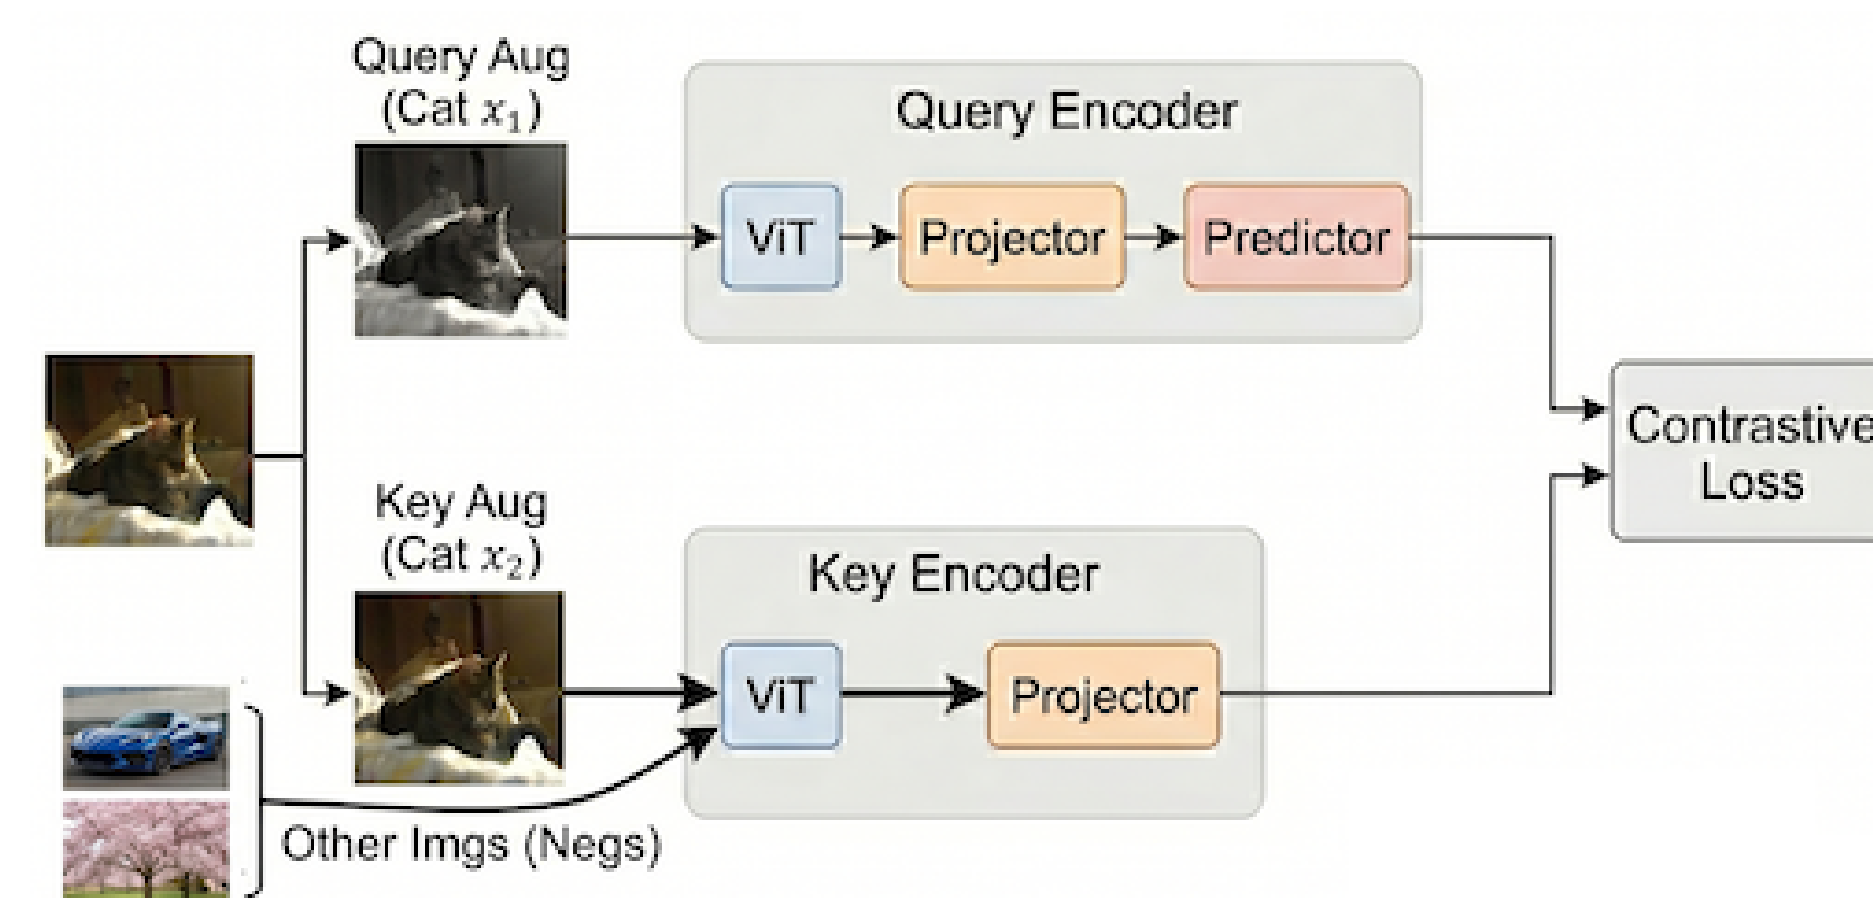 Query Aug
(Cat x₁)
Query Encoder
ViT
Projector
Predictor
Contrastive
Loss
Key Aug
(Cat x₂)
Key Encoder
ViT
Projector
Other Imgs (Negs)